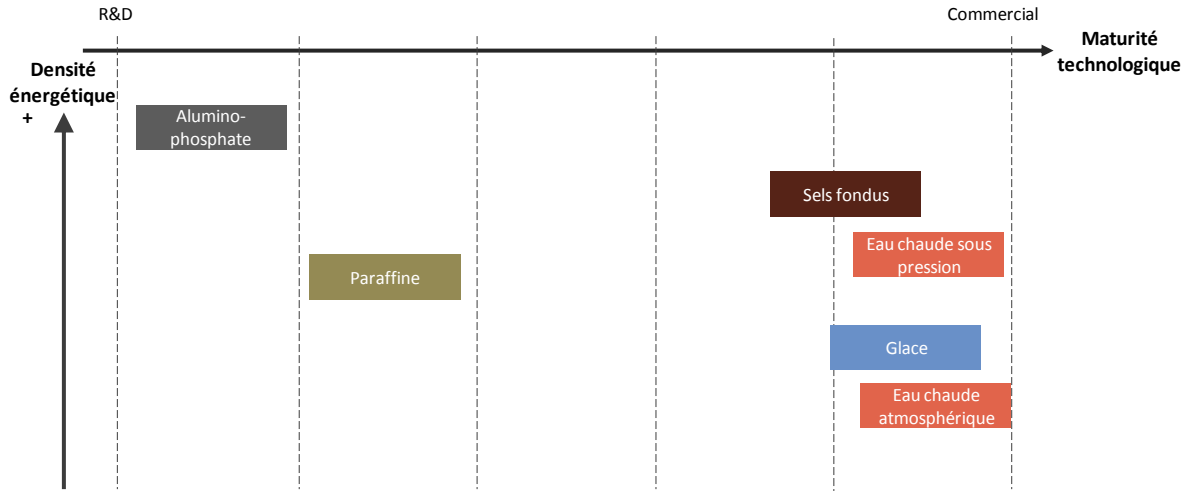 R&D
Commercial
Maturité
technologique
Densité
énergétique
+
Alumino-
phosphate
Sels fondus
Eau chaude sous
pression
Paraffine
Glace
Eau chaude
atmosphérique